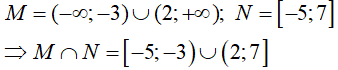 M = (−∞; −3) ∪ (2; +∞); N = [−5; 7]
⇒ M ∩ N = [−5; −3) ∪ (2; 7]